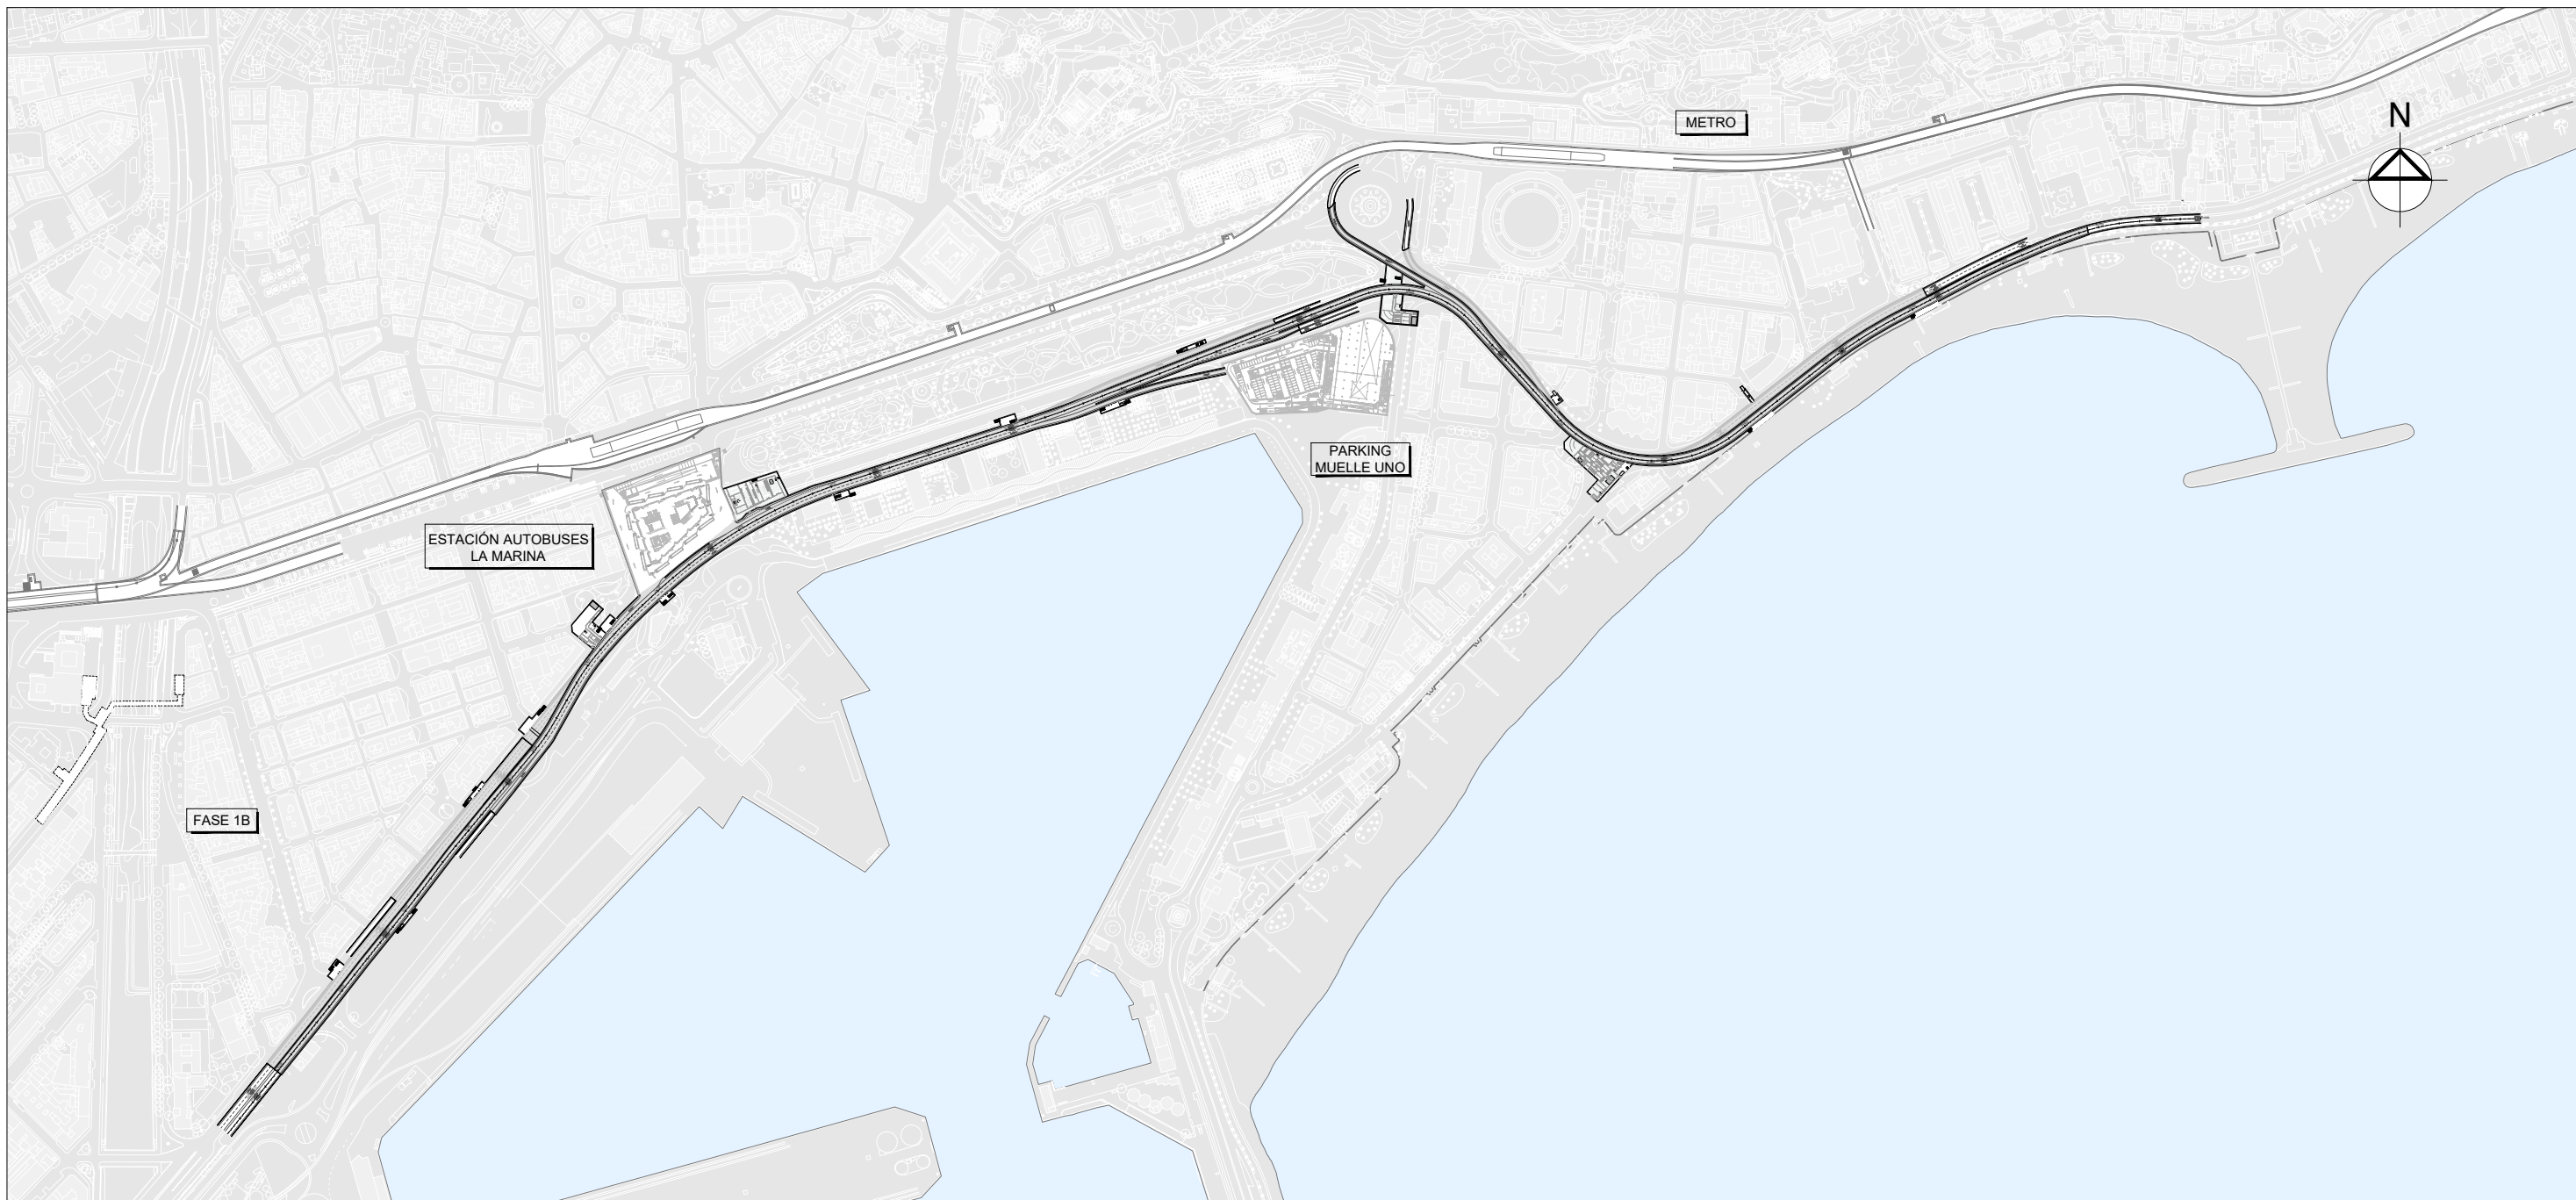 METRO
N
PARKING
MUELLE UNO
ESTACIÓN AUTOBUSES
LA MARINA
FASE 1B